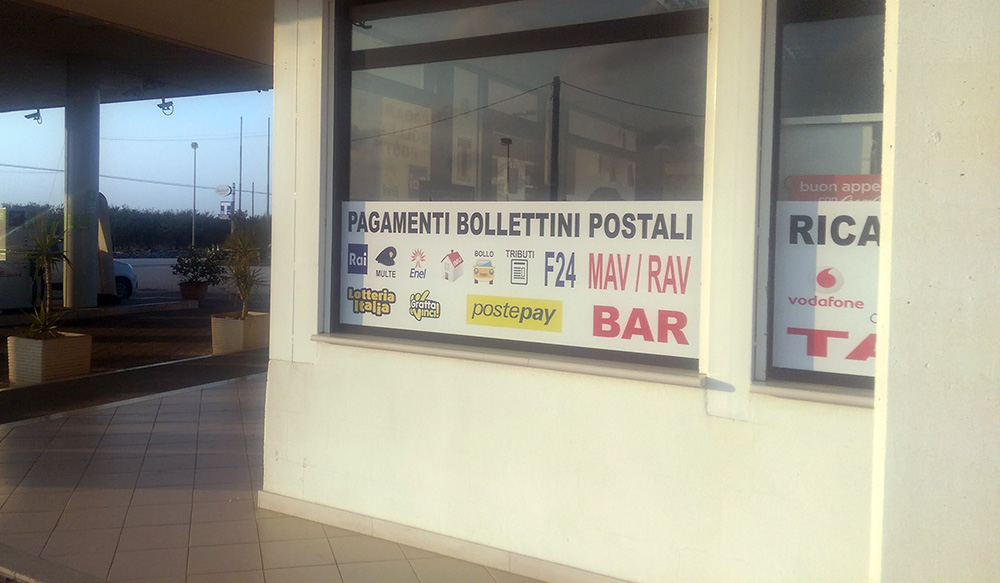 PAGAMENTI BOLLETTINI POSTALI
Rai
MULTE
Enel
BOLLO
TRIBUTI
F24
MAV / RAV
Lotteria
Italia
Gratta
Vinci!
postepay
BAR
buon appe
RICA
vodafone
TA